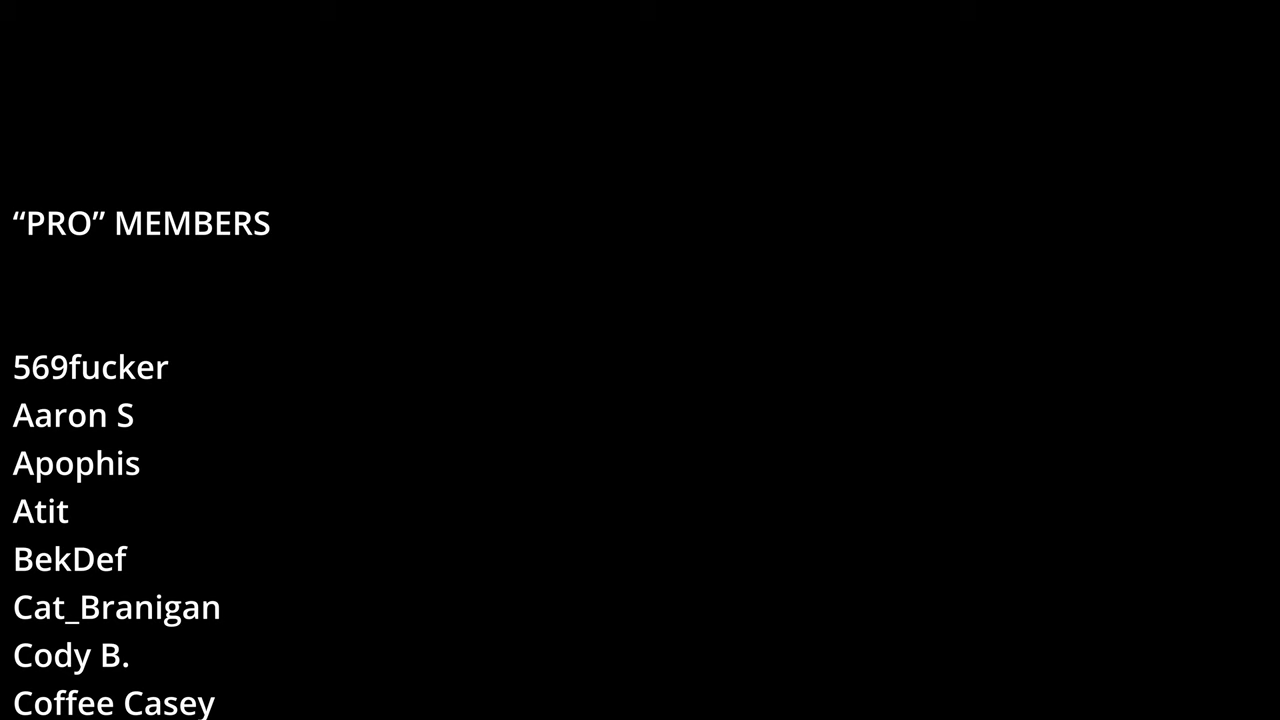 “PRO” MEMBERS
569fucker
Aaron S
Apophis
Atit
BekDef
Cat_Branigan
Cody B.
Coffee Casey